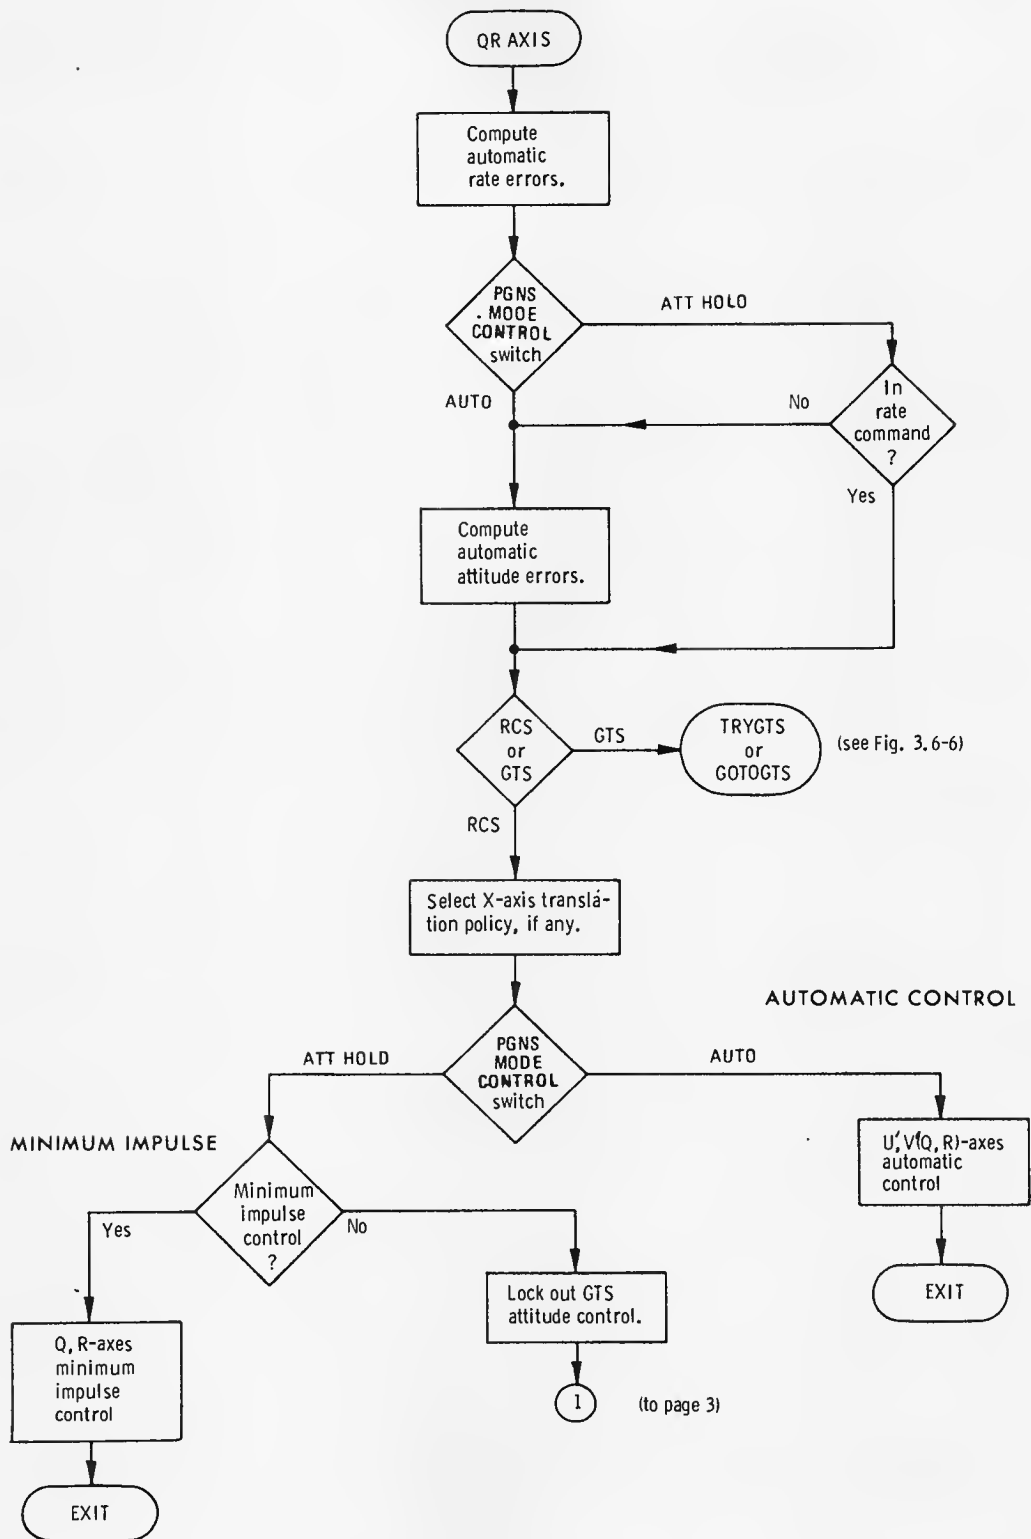 QR AXIS
Compute
automatic
rate errors.
PGNS
MODE
CONTROL
switch
ATT HOLD
AUTO
No
In
rate
command
?
Yes
Compute
automatic
attitude errors.
RCS
or
GTS
GTS
TRYGTS
or
GOTOGTS
(see Fig. 3.6-6)
RCS
Select X-axis transla-
tion policy, if any.
AUTOMATIC CONTROL
PGNS
MODE
CONTROL
switch
ATT HOLD
AUTO
MINIMUM IMPULSE
U', V'(Q, R)-axes
automatic
control
Minimum
impulse
control
?
Yes
No
EXIT
Lock out GTS
attitude control.
Q, R-axes
minimum
impulse
control
1
(to page 3)
EXIT